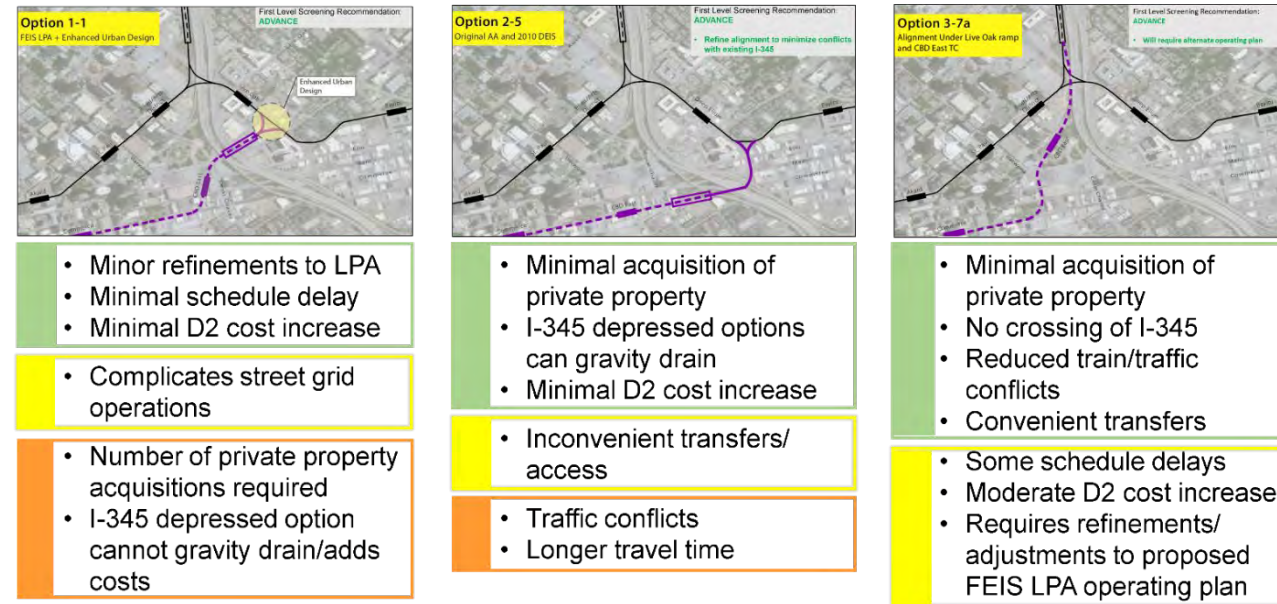 Option 1-1
FEIS LPA + Enhanced Urban Design
First Level Screening Recommendation:
ADVANCE
Enhanced Urban
Design
• Minor refinements to LPA
• Minimal schedule delay
• Minimal D2 cost increase
• Complicates street grid
operations
• Number of private property
acquisitions required
• I-345 depressed option
cannot gravity drain/adds
costs
Option 2-5
Original AA and 2010 DEIS
First Level Screening Recommendation:
ADVANCE
• Refine alignment to minimize conflicts
with existing I-345
CBD East
• Minimal acquisition of
private property
• I-345 depressed options
can gravity drain
• Minimal D2 cost increase
• Inconvenient transfers/
access
• Traffic conflicts
• Longer travel time
Option 3-7a
Alignment Under Live Oak ramp
and CBD East TC
First Level Screening Recommendation:
ADVANCE
• Will require alternate operating plan
• Minimal acquisition of
private property
• No crossing of I-345
• Reduced train/traffic
conflicts
• Convenient transfers
• Some schedule delays
• Moderate D2 cost increase
• Requires refinements/
adjustments to proposed
FEIS LPA operating plan